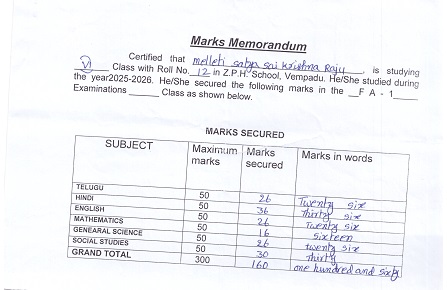 Marks Memorandum
Certified that melleti satya sai krishna Raju, is studying
VI Class with Roll No. 12 in Z.P.H. School, Vempadu. He/She studied during
the year2025-2026. He/She secured the following marks in the F A - 1
Examinations ______ Class as shown below.
MARKS SECURED
SUBJECT Maximum marks Marks secured Marks in words
TELUGU 50 26 Twenty six
HINDI 50 36 Thirty six
ENGLISH 50 26 Twenty six
MATHEMATICS 50 16 Sixteen
GENEARAL SCIENCE 50 26 twenty six
SOCIAL STUDIES 50 30 Thirty
GRAND TOTAL 300 160 one hundred and sixty